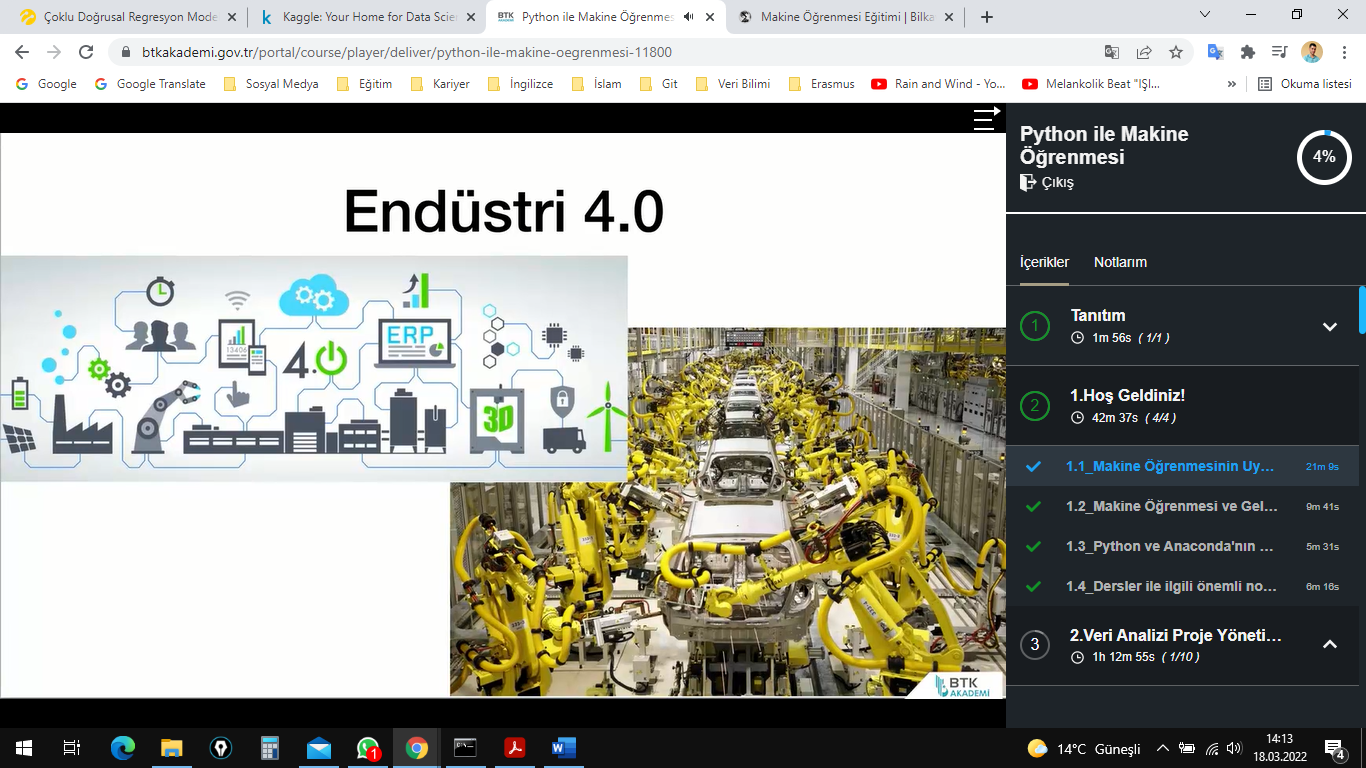 Çoklu Doğrusal Regresyon Mode
Kaggle: Your Home for Data Scien
BTK Python ile Makine Öğrenmes
Makine Öğrenmesi Eğitimi | Bilka
btkakademi.gov.tr/portal/course/player/deliver/python-ile-makine-oegrenmesi-11800
Google
Google Translate
Sosyal Medya
Eğitim
Kariyer
İngilizce
İslam
Git
Veri Bilimi
Erasmus
Rain and Wind - Yo...
Melankolik Beat "IŞI...
»
Okuma listesi
Endüstri 4.0
ERP
13406
4.0
3D
BTK
AKADEMİ
Python ile Makine
Öğrenmesi
Çıkış
4%
İçerikler
Notlarım
1
Tanıtım
1m 56s ( 1/1 )
2
1.Hoş Geldiniz!
42m 37s ( 4/4 )
1.1_Makine Öğrenmesinin Uy... 21m 9s
1.2_Makine Öğrenmesi ve Gel... 9m 41s
1.3_Python ve Anaconda'nın ... 5m 31s
1.4_Dersler ile ilgili önemli no... 6m 16s
3
2.Veri Analizi Proje Yöneti...
1h 12m 55s ( 1/10 )
1
14°C Güneşli
14:13
18.03.2022
4